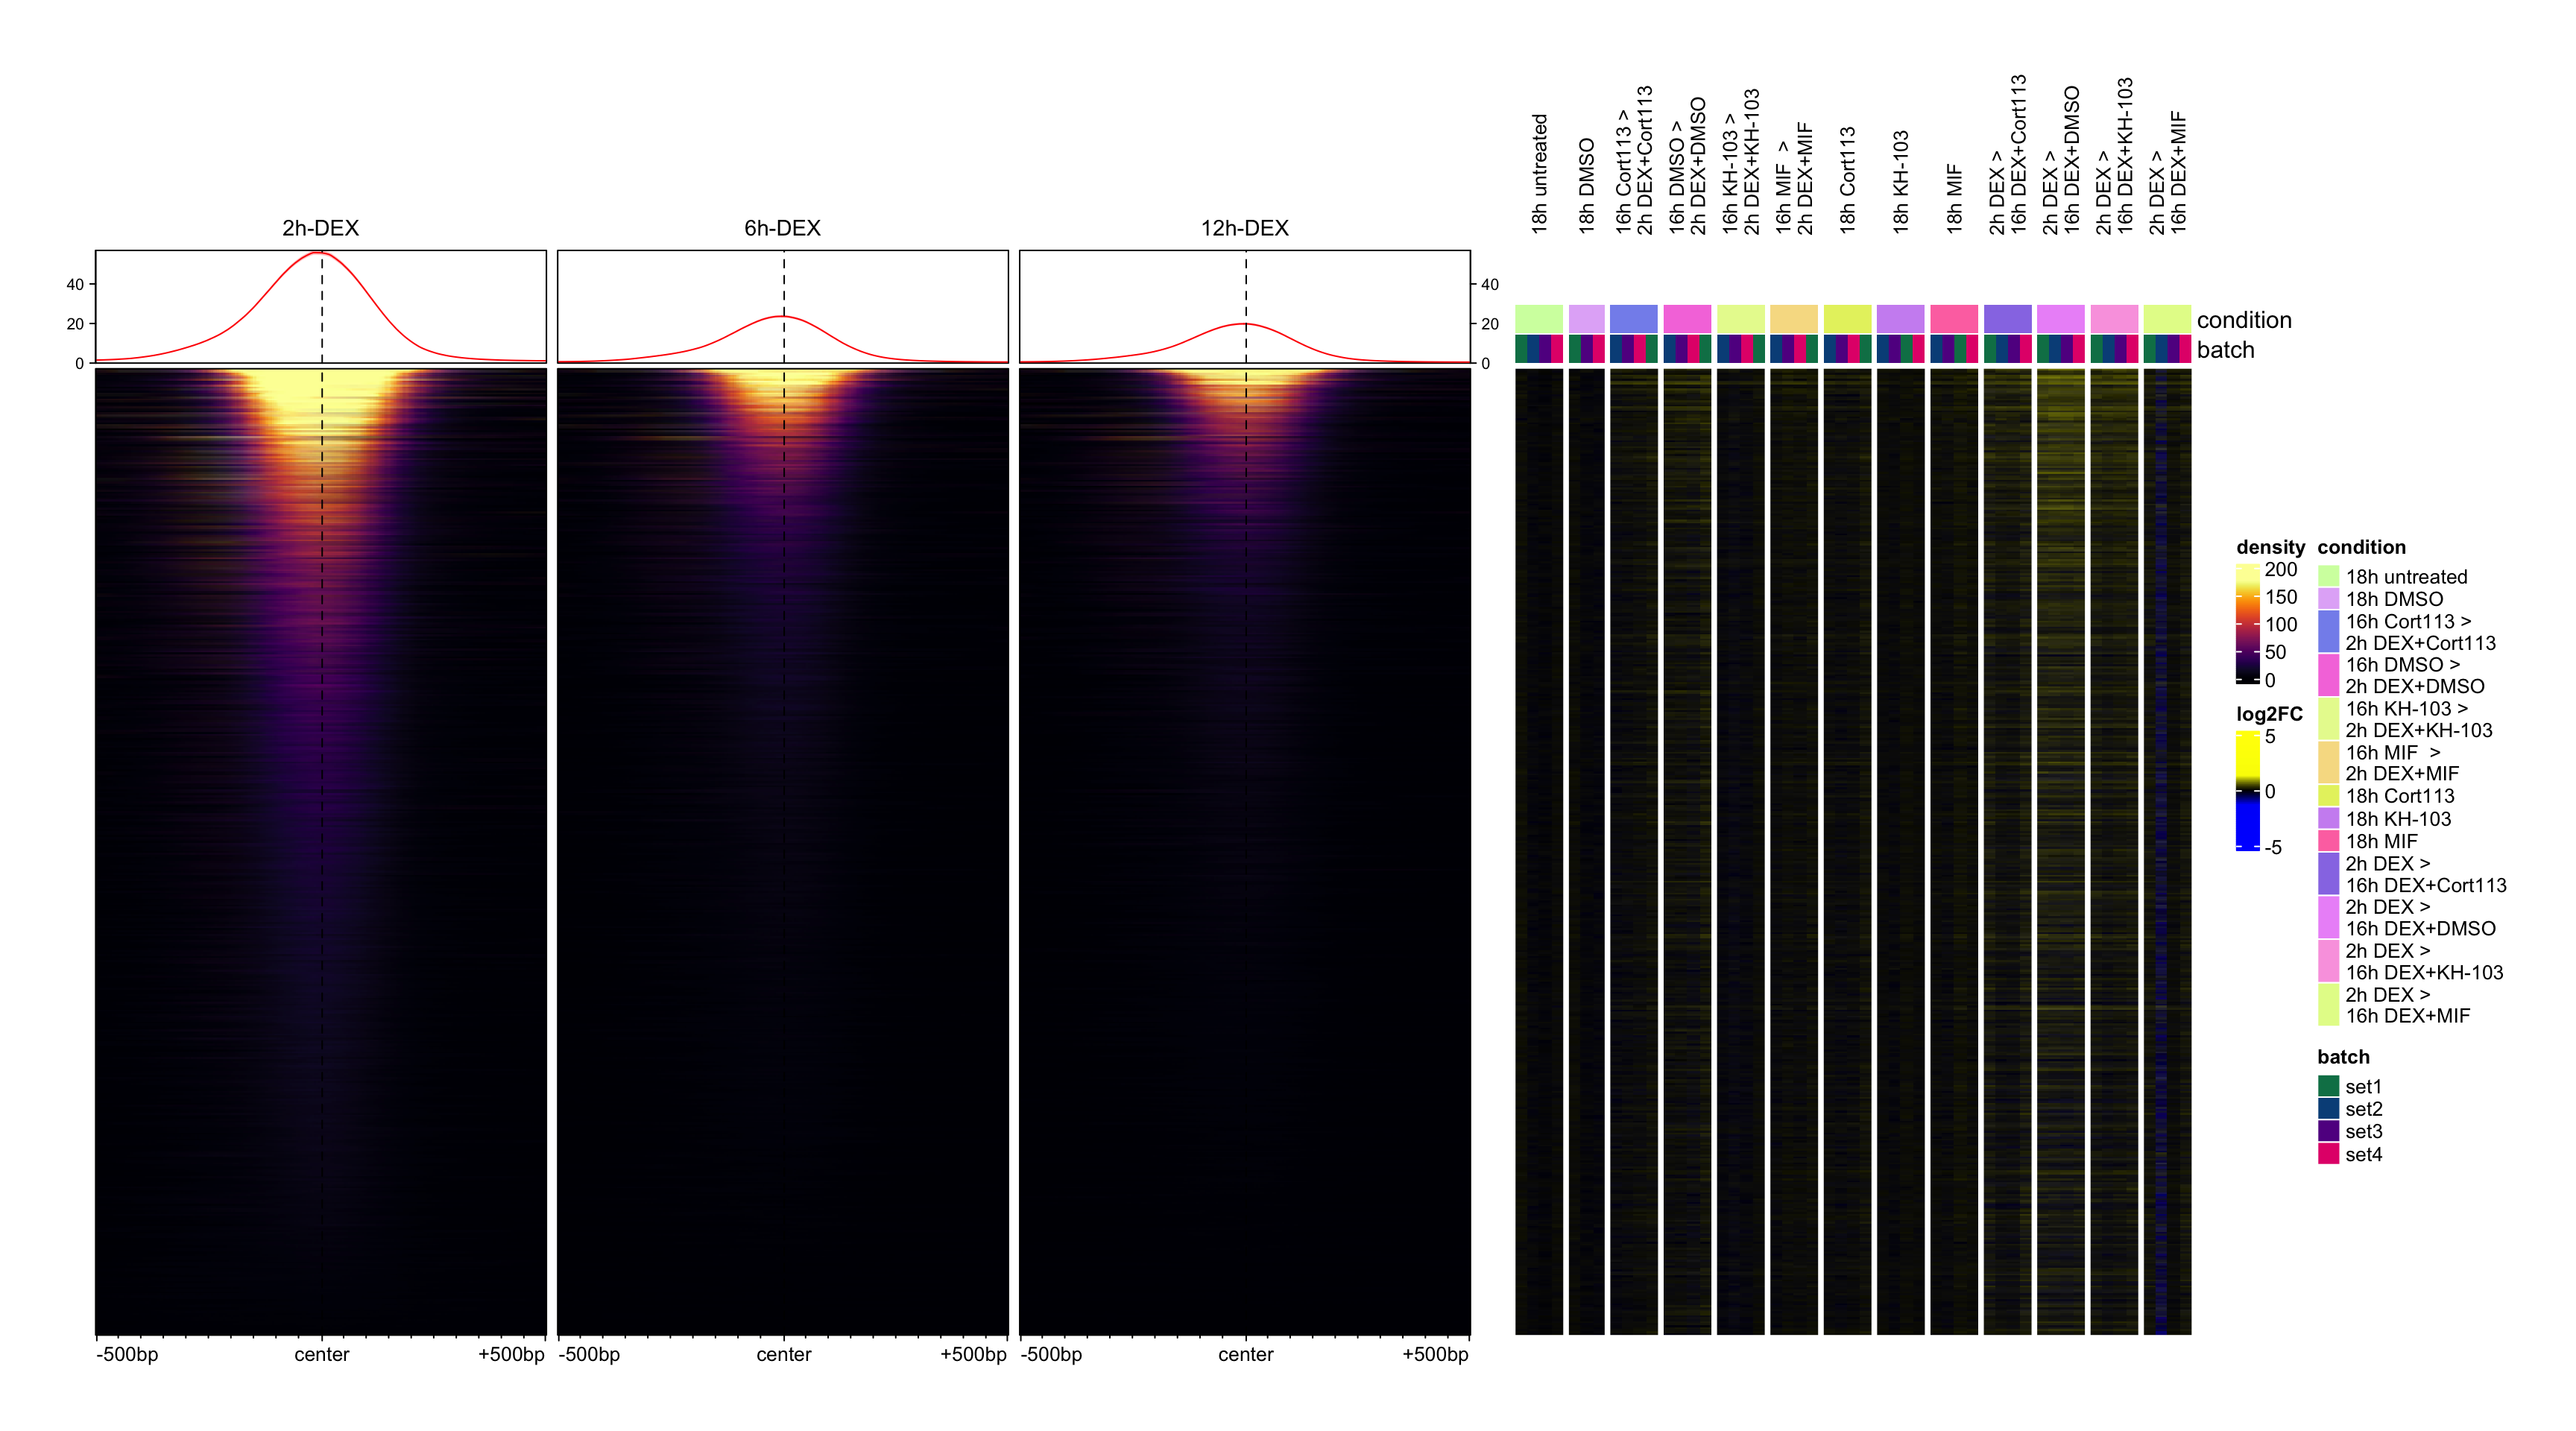 18h untreated
18h DMSO
16h Cort113 >
2h DEX+Cort113
16h DMSO >
2h DEX+DMSO
16h KH-103 >
2h DEX+KH-103
16h MIF  >
2h DEX+MIF
18h Cort113
18h KH-103
18h MIF
2h DEX >
16h DEX+Cort113
2h DEX >
16h DEX+DMSO
2h DEX >
16h DEX+KH-103
2h DEX >
16h DEX+MIF
2h-DEX
6h-DEX
12h-DEX
40
20
0
40
20
0
condition
batch
density
200
150
100
50
0
log2FC
5
0
-5
condition
18h untreated
18h DMSO
16h Cort113 >
2h DEX+Cort113
16h DMSO >
2h DEX+DMSO
16h KH-103 >
2h DEX+KH-103
16h MIF  >
2h DEX+MIF
18h Cort113
18h KH-103
18h MIF
2h DEX >
16h DEX+Cort113
2h DEX >
16h DEX+DMSO
2h DEX >
16h DEX+KH-103
2h DEX >
16h DEX+MIF
batch
set1
set2
set3
set4
-500bp
center
+500bp
-500bp
center
+500bp
-500bp
center
+500bp